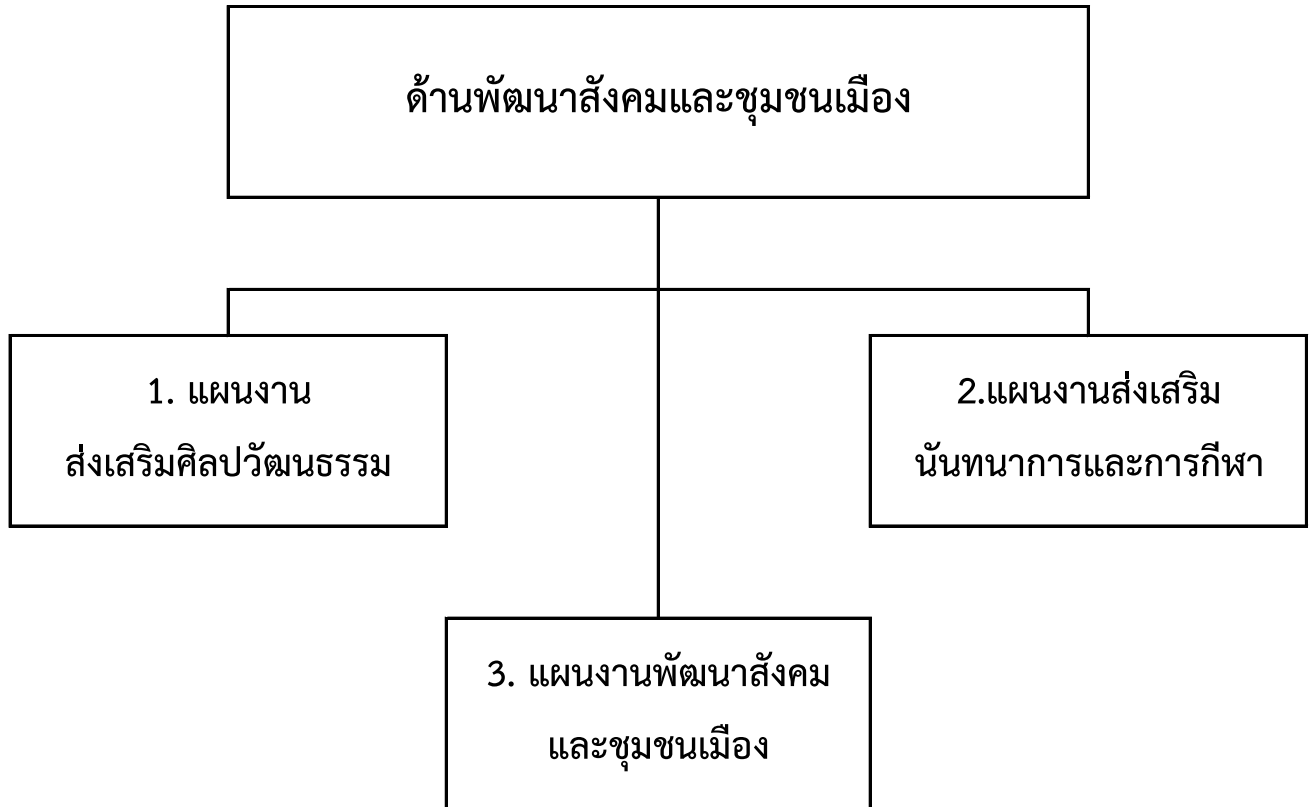 ด้านพัฒนาสังคมและชุมชนเมือง
1. แผนงาน
ส่งเสริมศิลปวัฒนธรรม
2.แผนงานส่งเสริม
นันทนาการและการกีฬา
3. แผนงานพัฒนาสังคม
และชุมชนเมือง